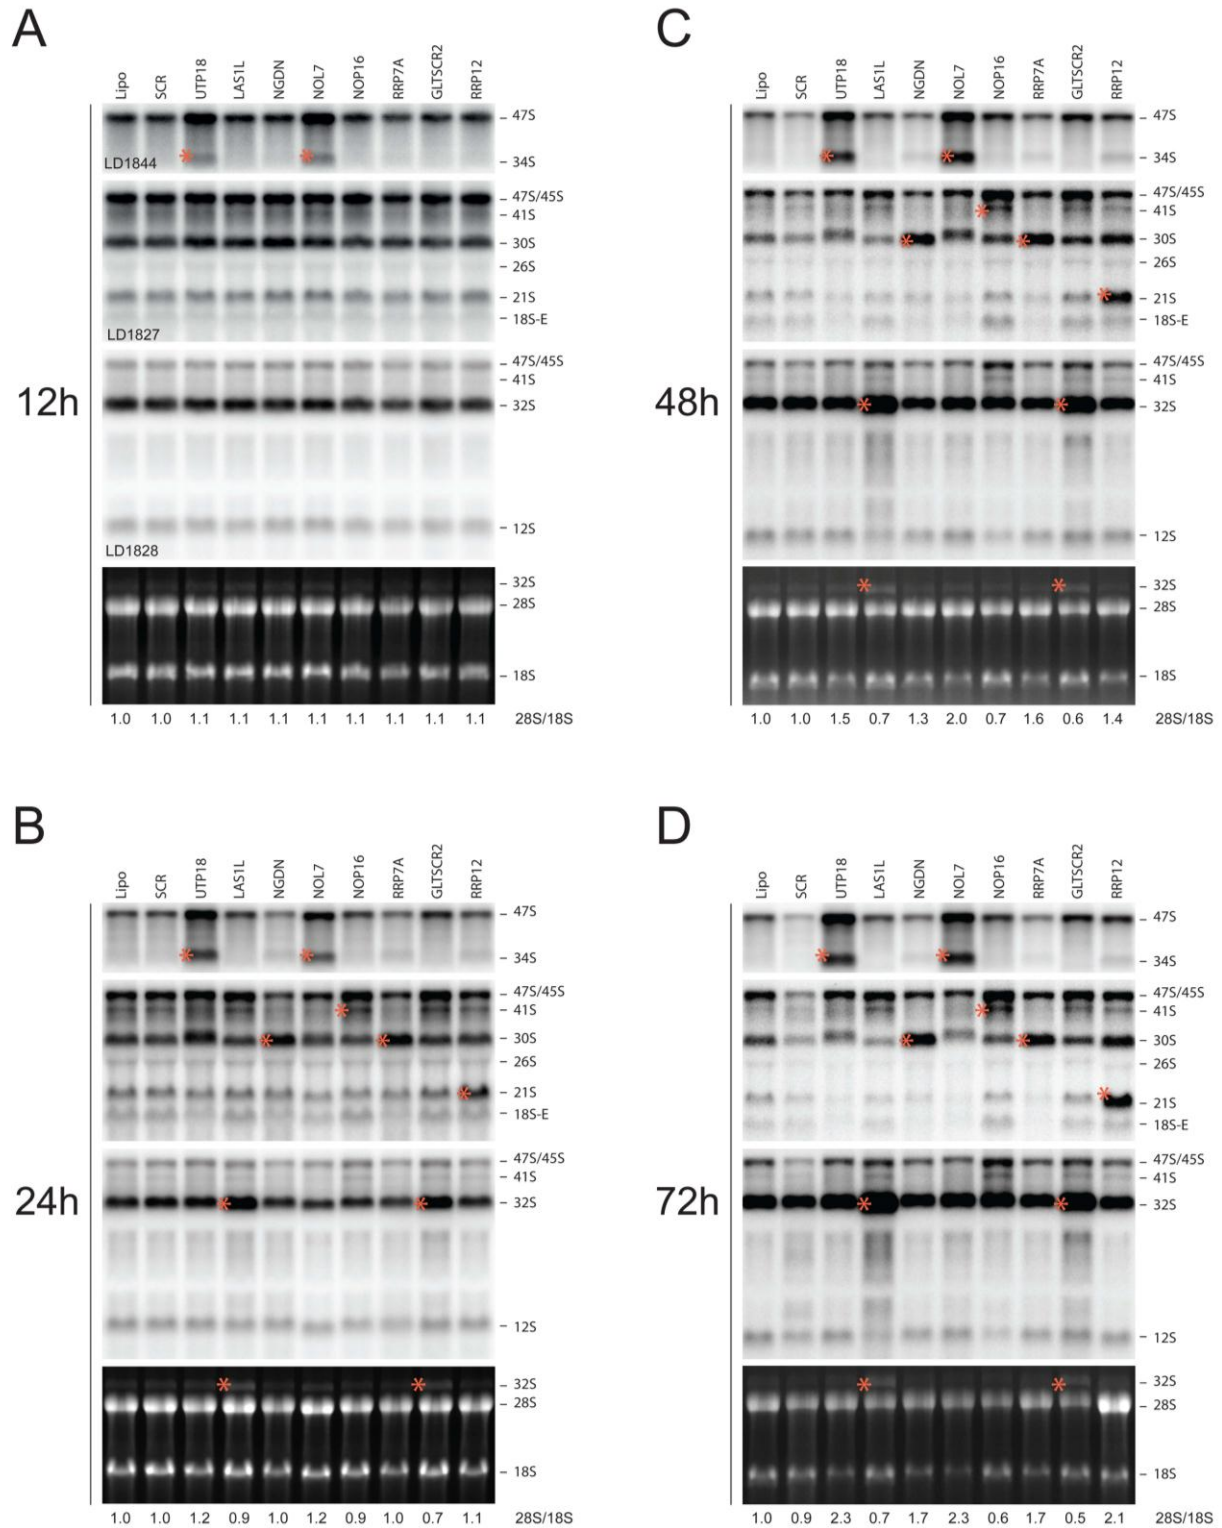 A
Lipo SCR UTP18 LAS1L NGDN NOL7 NOP16 RRP7A GLTSCR2 RRP12
47S
*
*
LD1844
34S
47S/45S
41S
30S
26S
21S
18S-E
LD1827
12h
47S/45S
41S
32S
12S
LD1828
32S
28S
18S
1.0 1.0 1.1 1.1 1.1 1.1 1.1 1.1 1.1 1.1 28S/18S
C
Lipo SCR UTP18 LAS1L NGDN NOL7 NOP16 RRP7A GLTSCR2 RRP12
47S
* * 34S
47S/45S
* 41S
* * 30S
26S
* 21S
18S-E
48h
47S/45S
41S
* * 32S
12S
* * 32S
28S
18S
1.0 1.0 1.5 0.7 1.3 2.0 0.7 1.6 0.6 1.4 28S/18S
B
Lipo SCR UTP18 LAS1L NGDN NOL7 NOP16 RRP7A GLTSCR2 RRP12
47S
* * 34S
47S/45S
* 41S
* * 30S
26S
* 21S
18S-E
24h
47S/45S
41S
* * 32S
12S
* * 32S
28S
18S
1.0 1.0 1.2 0.9 1.0 1.2 0.9 1.0 0.7 1.1 28S/18S
D
Lipo SCR UTP18 LAS1L NGDN NOL7 NOP16 RRP7A GLTSCR2 RRP12
47S
* * 34S
47S/45S
* 41S
* * 30S
26S
* 21S
18S-E
72h
47S/45S
41S
* * 32S
12S
* * 32S
28S
18S
1.0 0.9 2.3 0.7 1.7 2.3 0.6 1.7 0.5 2.1 28S/18S